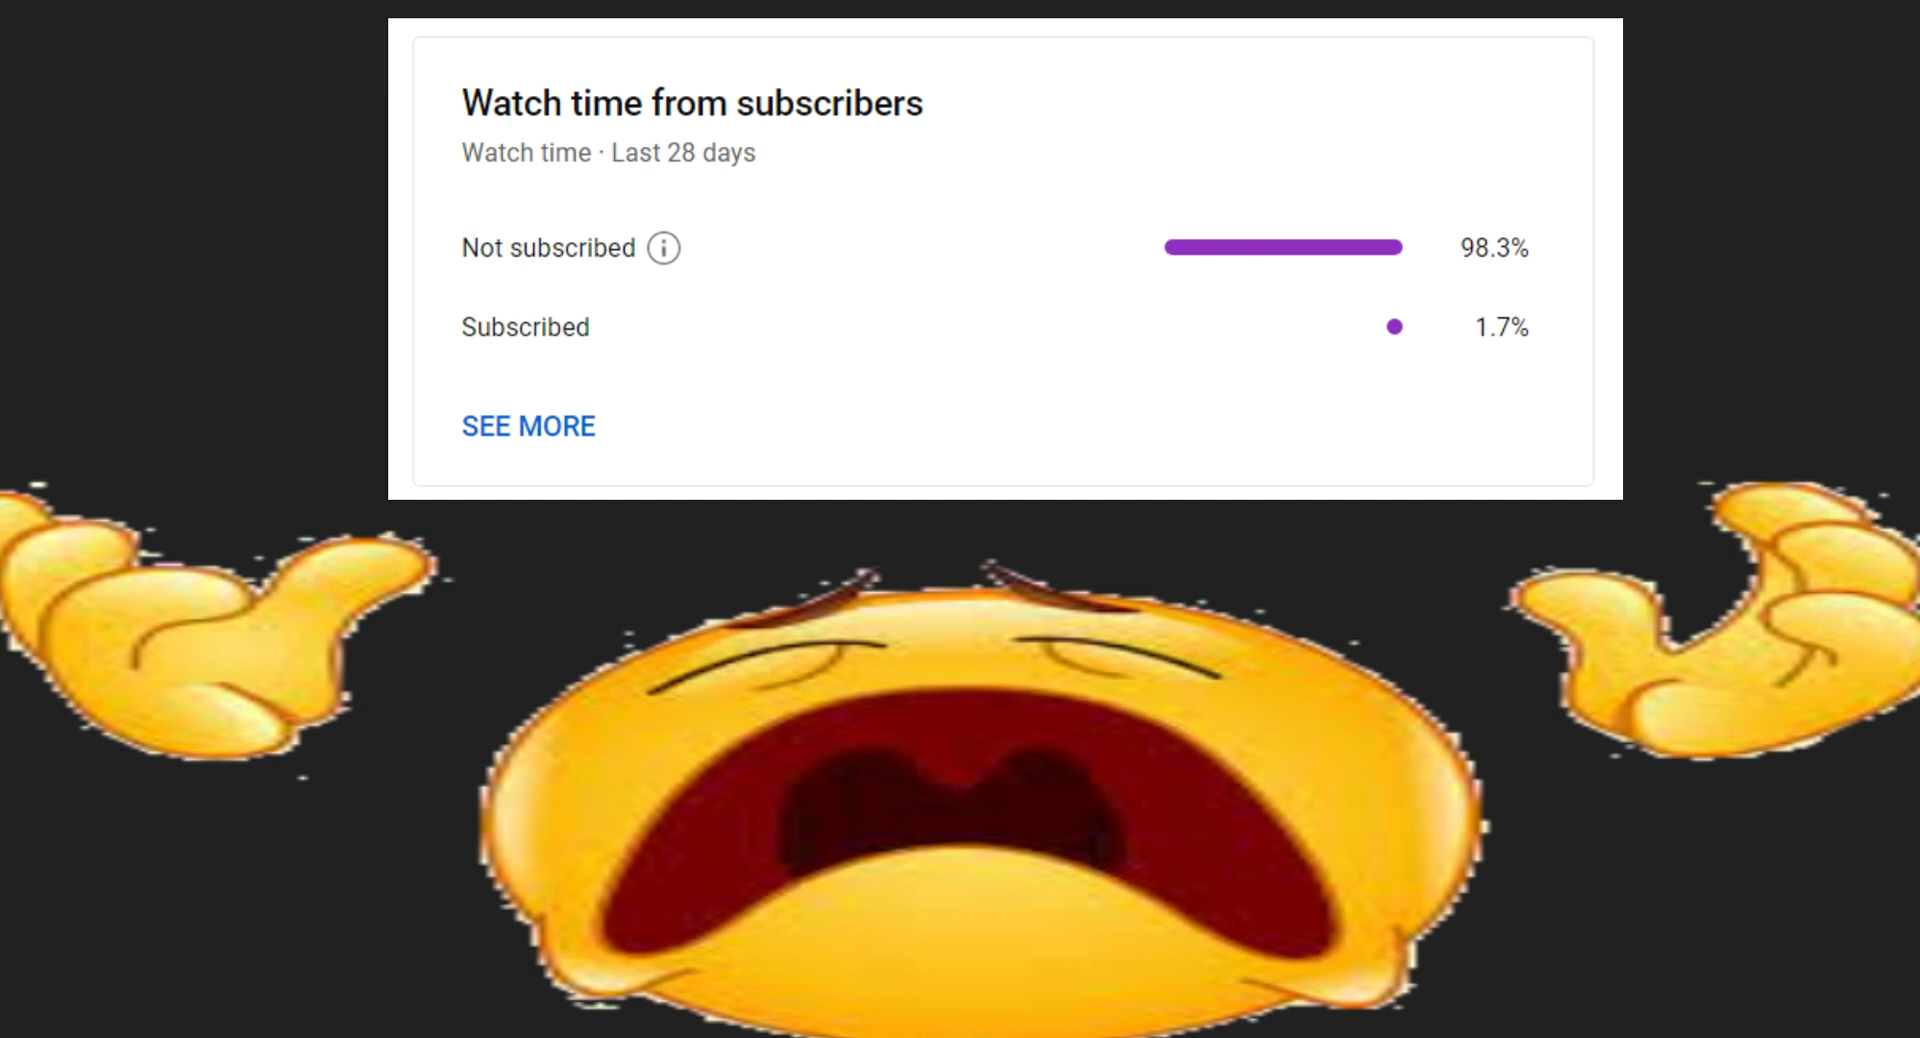 Watch time from subscribers
Watch time · Last 28 days
Not subscribed 98.3%
Subscribed 1.7%
SEE MORE